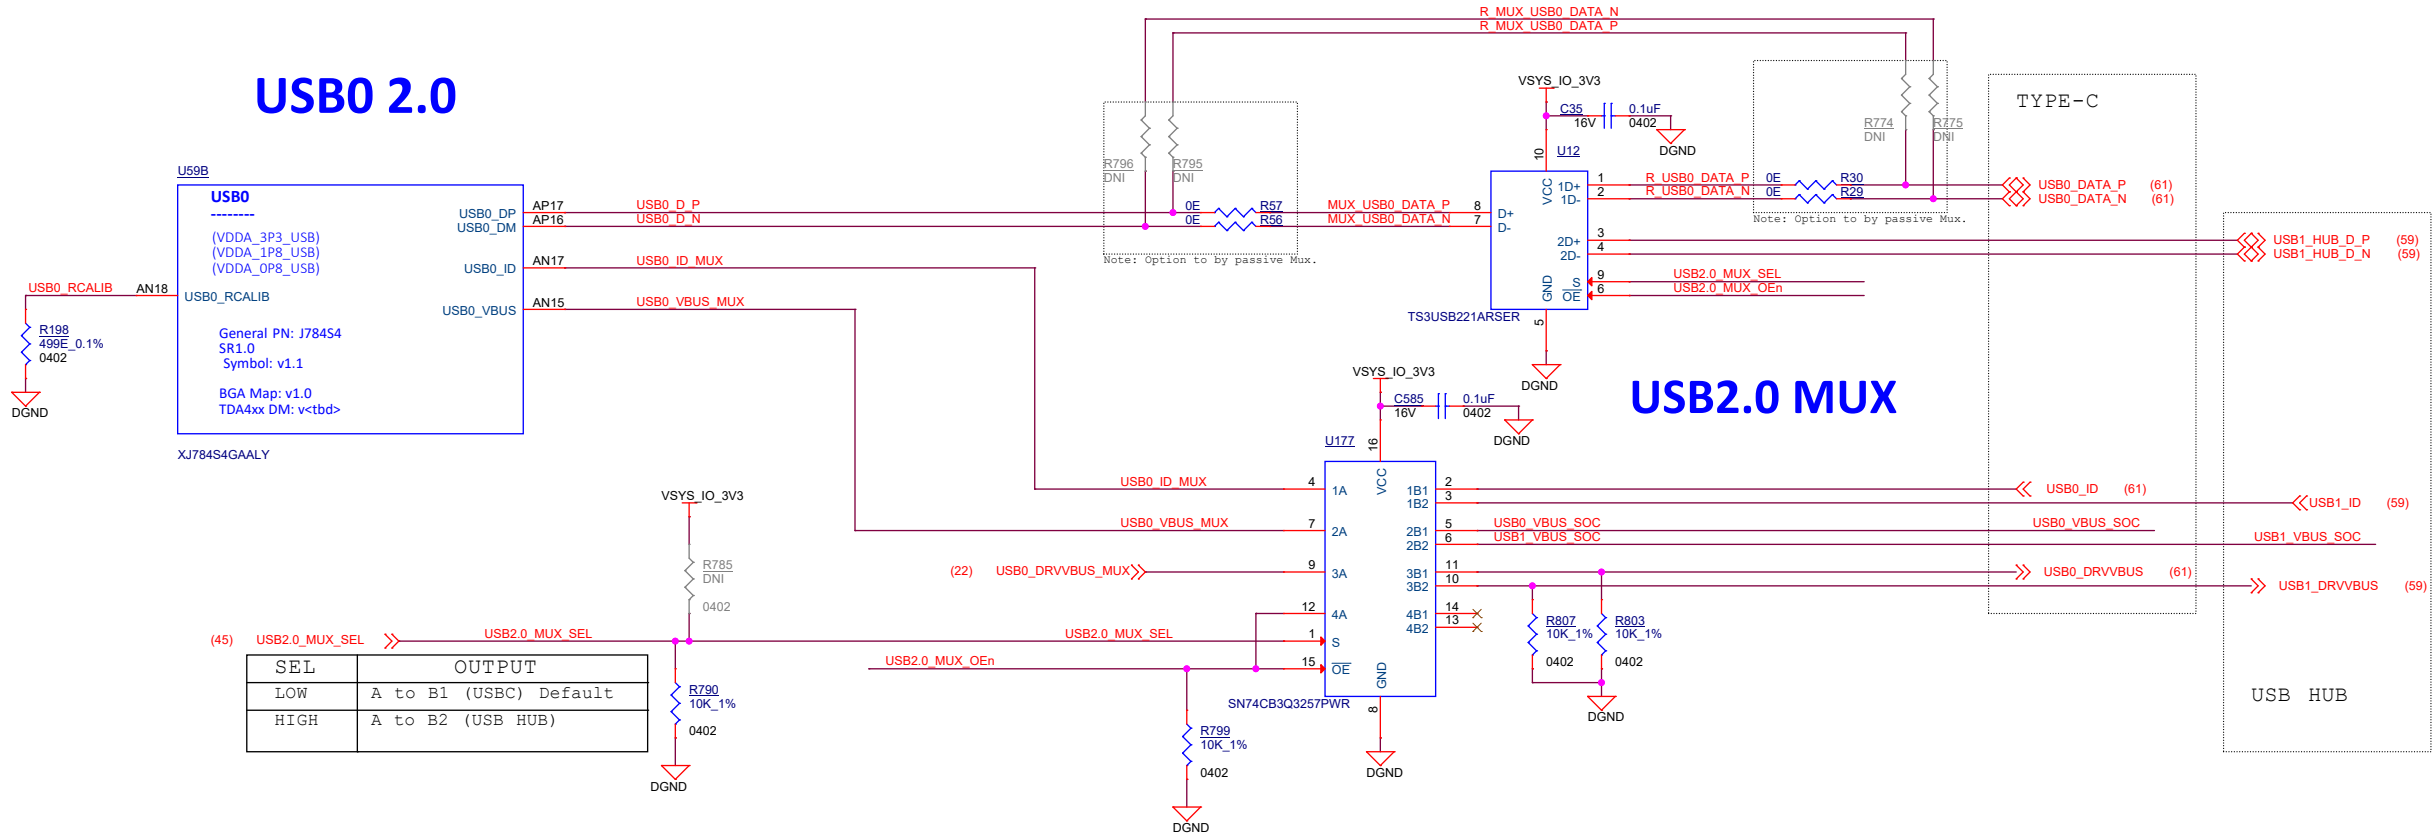 USB0 2.0
U59B
USB0
--------
(VDDA_3P3_USB)
(VDDA_1P8_USB)
(VDDA_0P8_USB)
USB0_RCALIB
General PN: J784S4
SR1.0
Symbol: v1.1
BGA Map: v1.0
TDA4xx DM: v<tbd>
USB0_DP
USB0_DM
USB0_ID
USB0_VBUS
XJ784S4GAALY
USB0_RCALIB
AN18
R198
499E_0.1%
0402
DGND
AP17
AP16
AN17
AN15
USB0_D_P
USB0_D_N
USB0_ID_MUX
USB0_VBUS_MUX
R_MUX_USB0_DATA_N
R_MUX_USB0_DATA_P
R796
DNI
R795
DNI
0E
R57
0E
R56
Note: Option to by passive Mux.
MUX_USB0_DATA_P
MUX_USB0_DATA_N
8
7
VSYS_IO_3V3
C35
16V
0.1uF
0402
DGND
10
U12
VCC
D+
D-
1D+
1D-
2D+
2D-
S
OE
GND
TS3USB221ARSER
5
DGND
1
2
3
4
9
6
R_USB0_DATA_P
R_USB0_DATA_N
0E
R30
R29
R774
DNI
R775
DNI
Note: Option to by passive Mux.
USB2.0_MUX_SEL
USB2.0_MUX_OEn
TYPE-C
USB0_DATA_P (61)
USB0_DATA_N (61)
USB1_HUB_D_P (59)
USB1_HUB_D_N (59)
USB2.0 MUX
VSYS_IO_3V3
C585
16V
0.1uF
0402
DGND
U177
16
VCC
1A
2A
3A
4A
S
OE
1B1
1B2
2B1
2B2
3B1
3B2
4B1
4B2
GND
SN74CB3Q3257PWR
8
DGND
USB0_ID_MUX
4
USB0_VBUS_MUX
7
(22) USB0_DRVVBUS_MUX
9
12
USB2.0_MUX_SEL
1
USB2.0_MUX_OEn
15
2
3
5
6
11
10
14
13
USB0_ID (61)
USB1_ID (59)
USB0_VBUS_SOC
USB0_VBUS_SOC
USB1_VBUS_SOC
USB1_VBUS_SOC
USB0_DRVVBUS (61)
USB1_DRVVBUS (59)
R807
10K_1%
0402
R803
10K_1%
0402
DGND
USB HUB
VSYS_IO_3V3
R785
DNI
0402
(45) USB2.0_MUX_SEL
USB2.0_MUX_SEL
SEL OUTPUT
LOW A to B1 (USBC) Default
HIGH A to B2 (USB HUB)
R790
10K_1%
0402
DGND
R799
10K_1%
0402
DGND